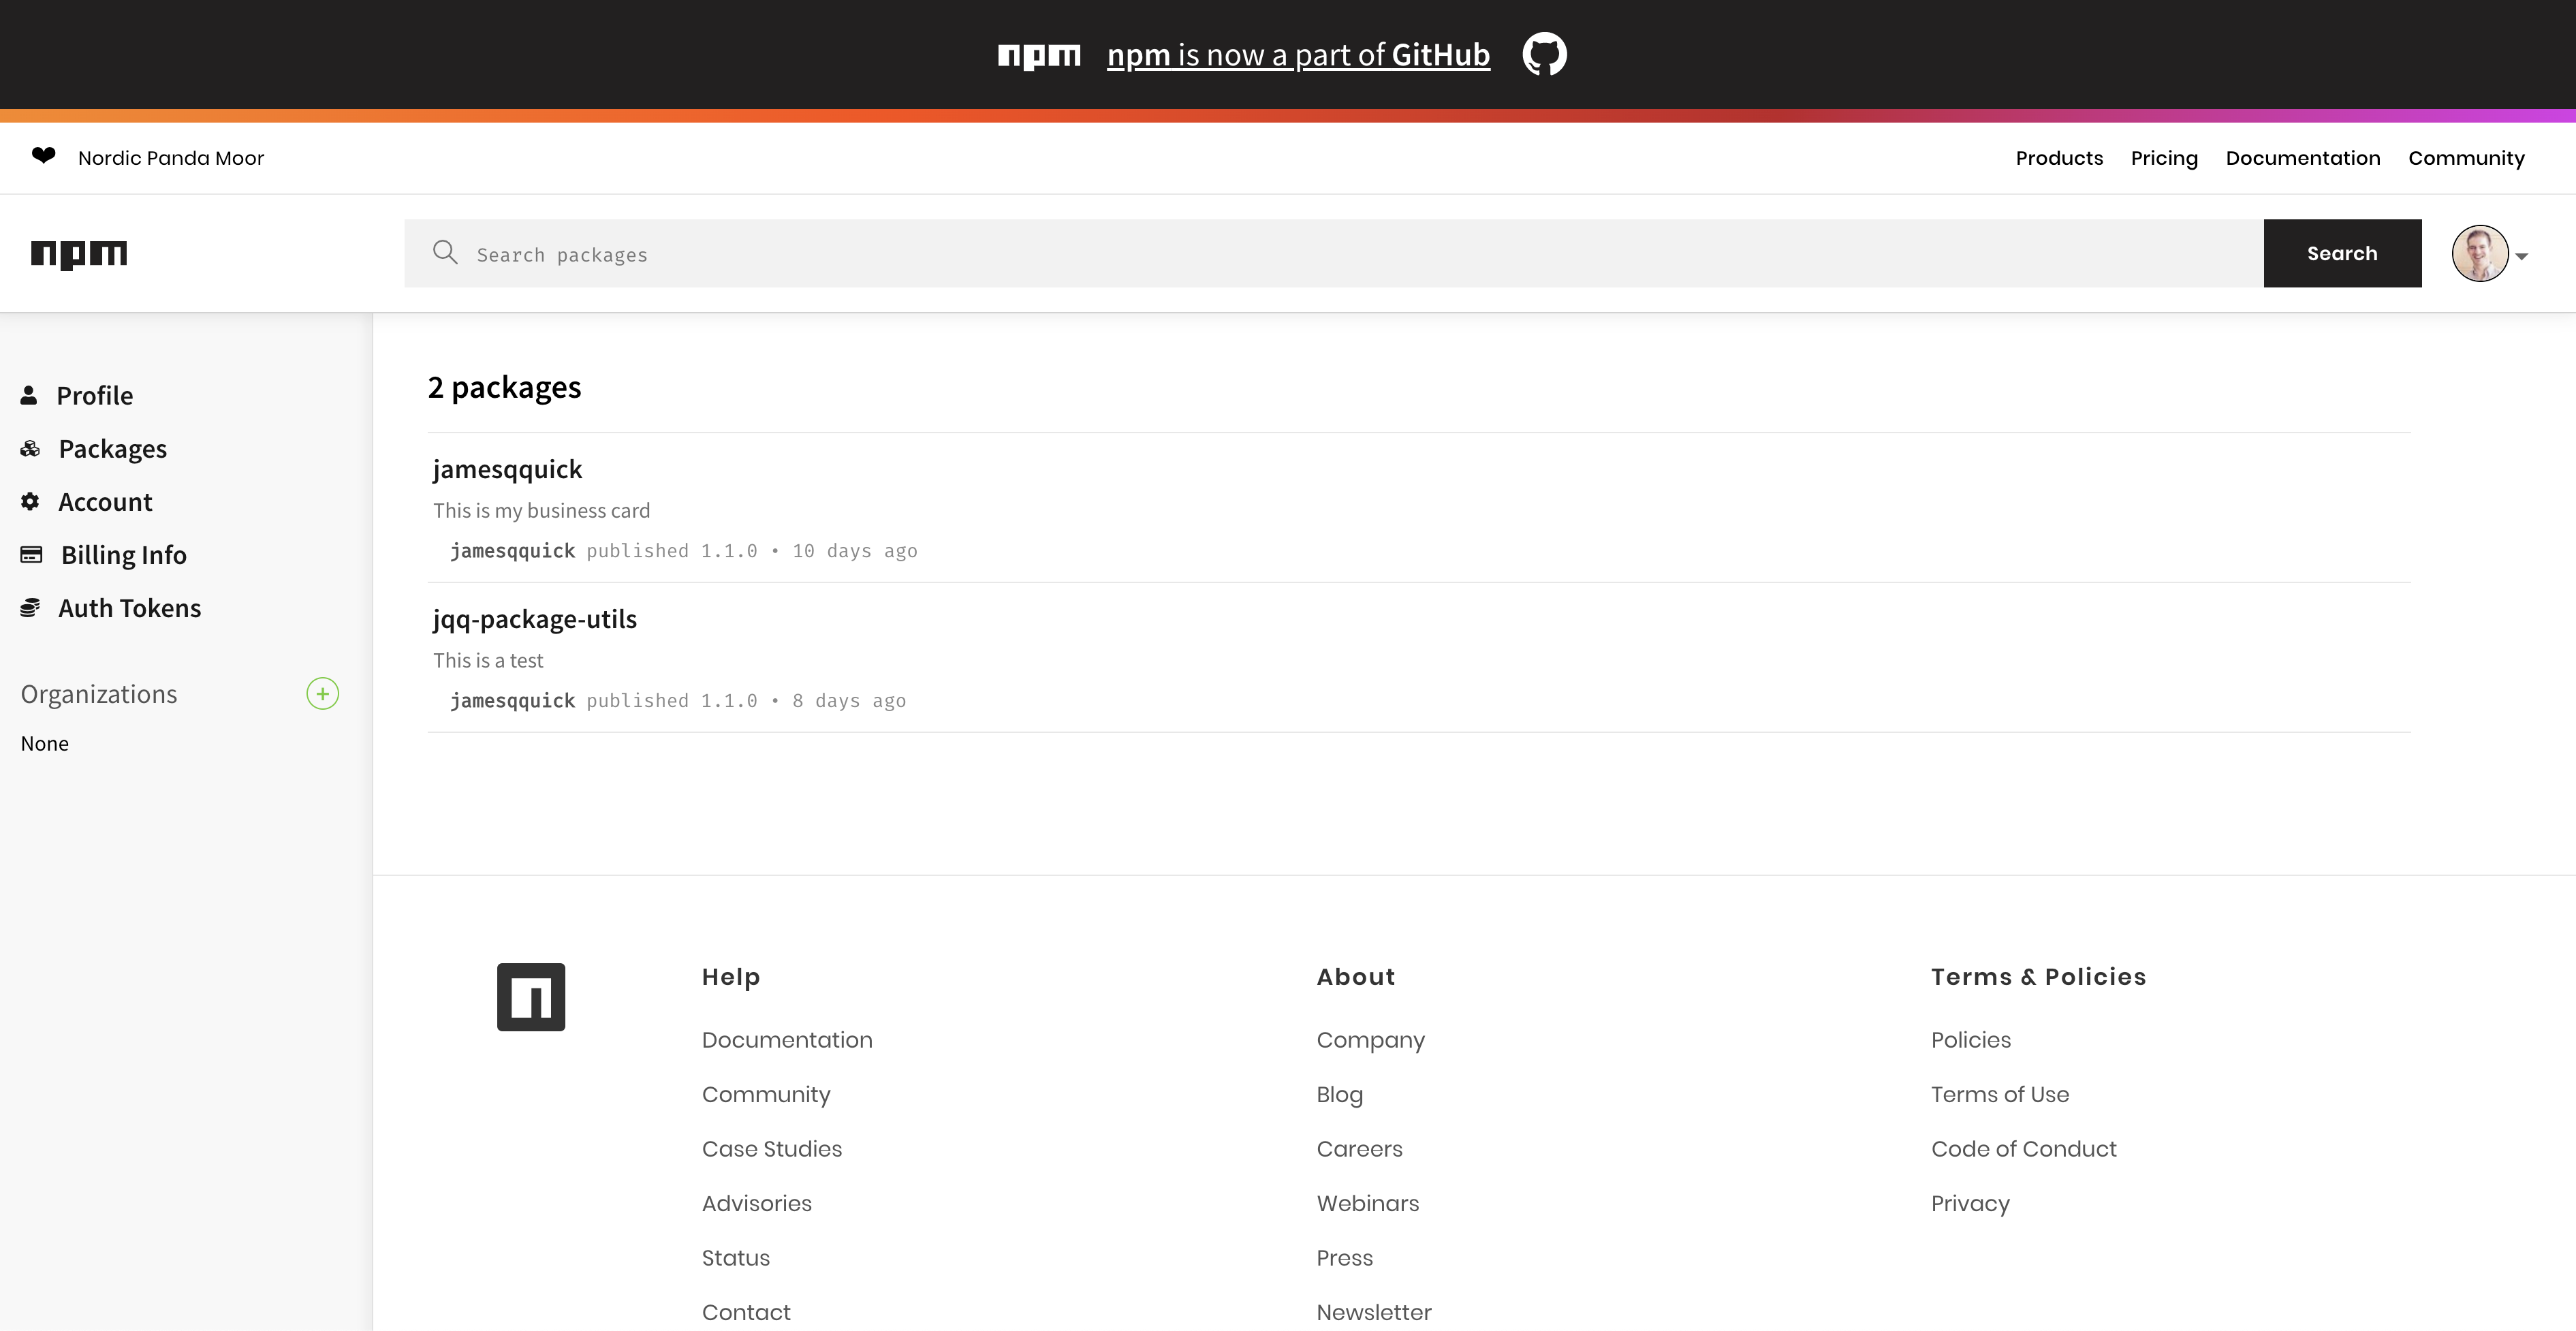 npm npm is now a part of GitHub
❤ Nordic Panda Moor Products Pricing Documentation Community
npm Search packages Search
Profile
Packages
Account
Billing Info
Auth Tokens
Organizations +
None
2 packages
jamesqquick
This is my business card
jamesqquick published 1.1.0 • 10 days ago
jqq-package-utils
This is a test
jamesqquick published 1.1.0 • 8 days ago
n
Help
Documentation
Community
Case Studies
Advisories
Status
Contact
About
Company
Blog
Careers
Webinars
Press
Newsletter
Terms & Policies
Policies
Terms of Use
Code of Conduct
Privacy